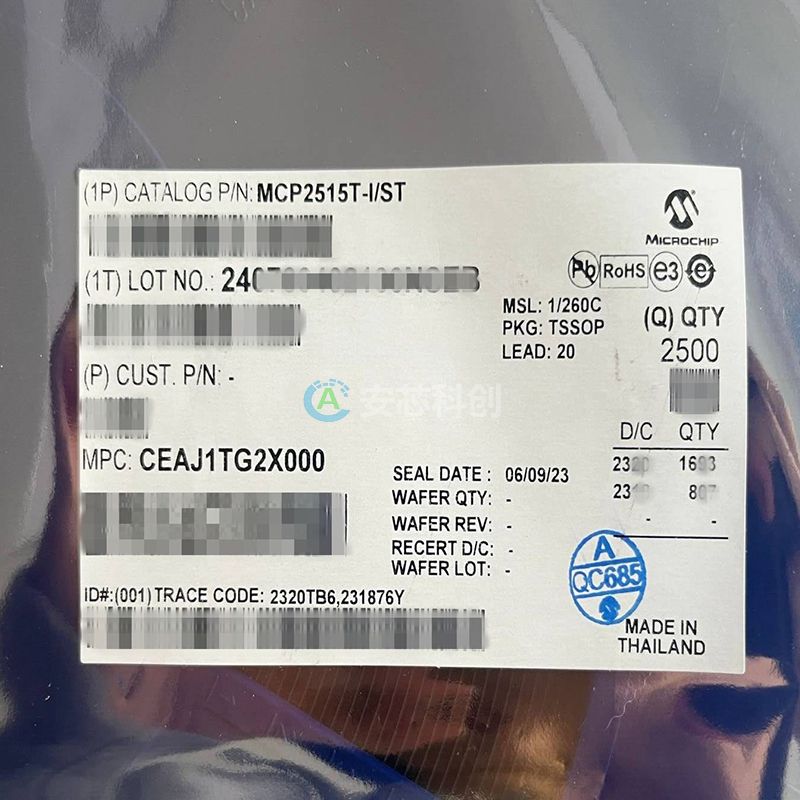 (1P) CATALOG P/N: MCP2515T-I/ST
MICROCHIP
(1T) LOT NO.:
Pb RoHS e3 e
MSL: 1/260C
PKG: TSSOP
LEAD: 20
(Q) QTY
2500
(P) CUST. P/N: -
A 安芯科创
D/C QTY
MPC: CEAJ1TG2X000
SEAL DATE : 06/09/23
WAFER QTY: -
WAFER REV: -
RECERT D/C: -
WAFER LOT: -
- -
A
QC685
iD#:(001) TRACE CODE: 2320TB6,231876Y
MADE IN
THAILAND